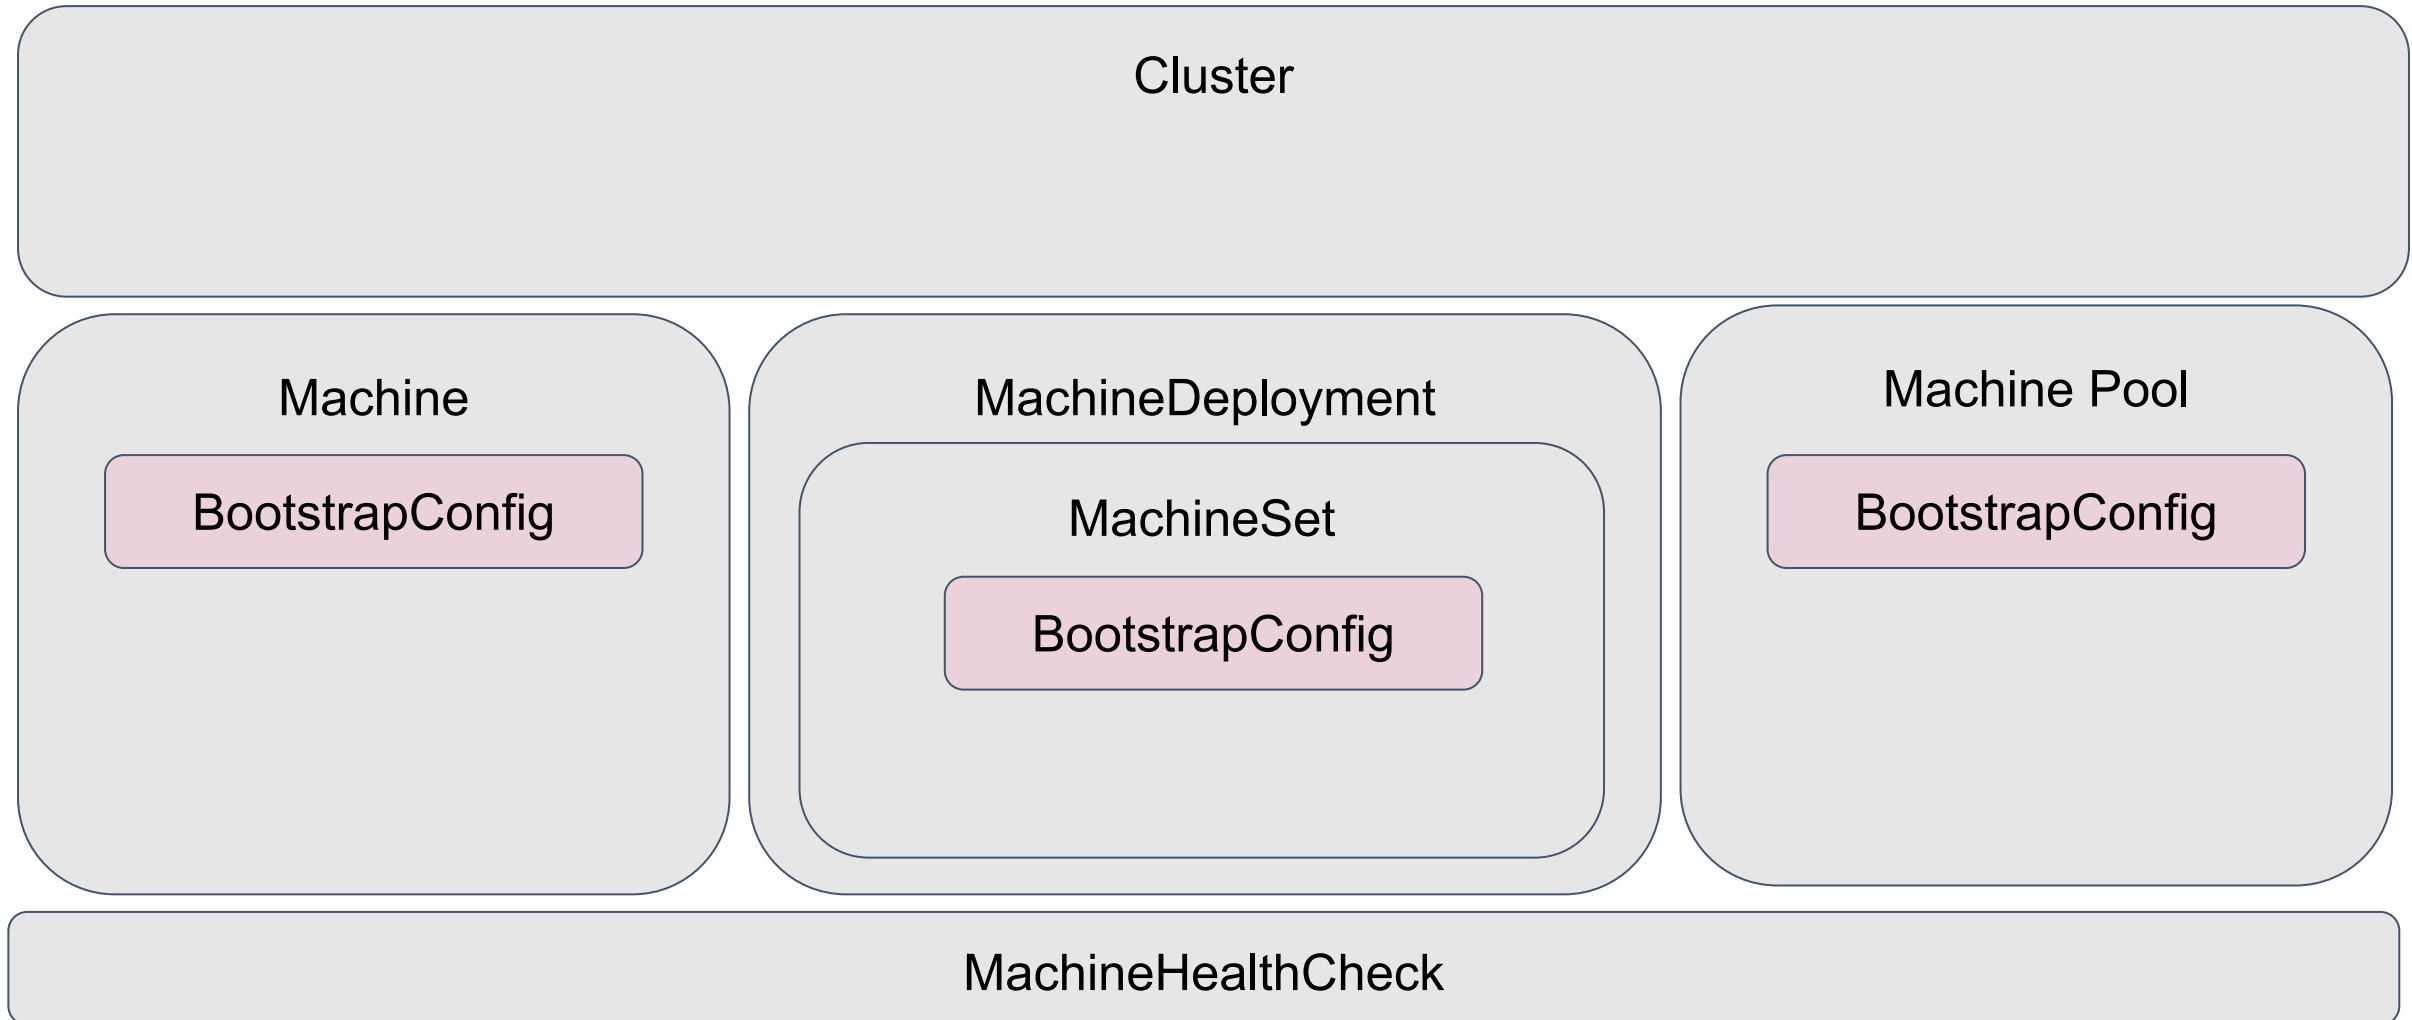 Cluster
Machine
BootstrapConfig
MachineDeployment
MachineSet
BootstrapConfig
Machine Pool
BootstrapConfig
MachineHealthCheck